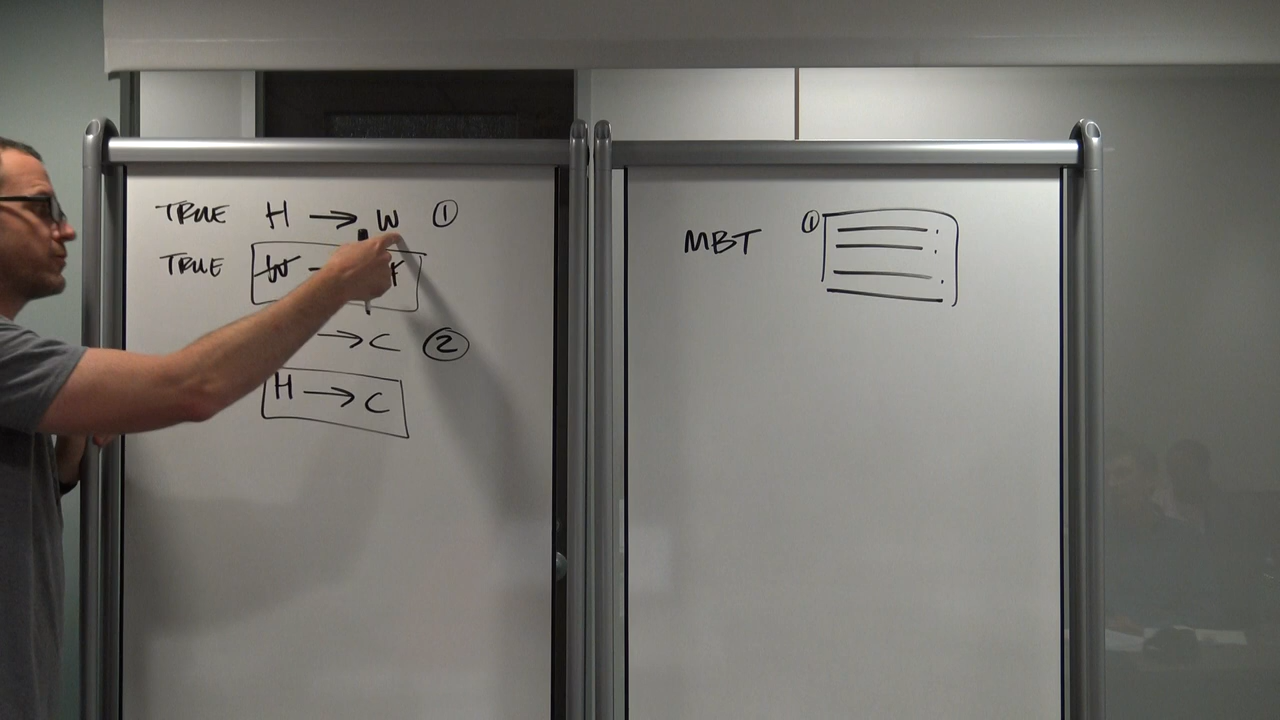 TRUE H → W ①
TRUE W
→ C ②
H → C
MBT ①